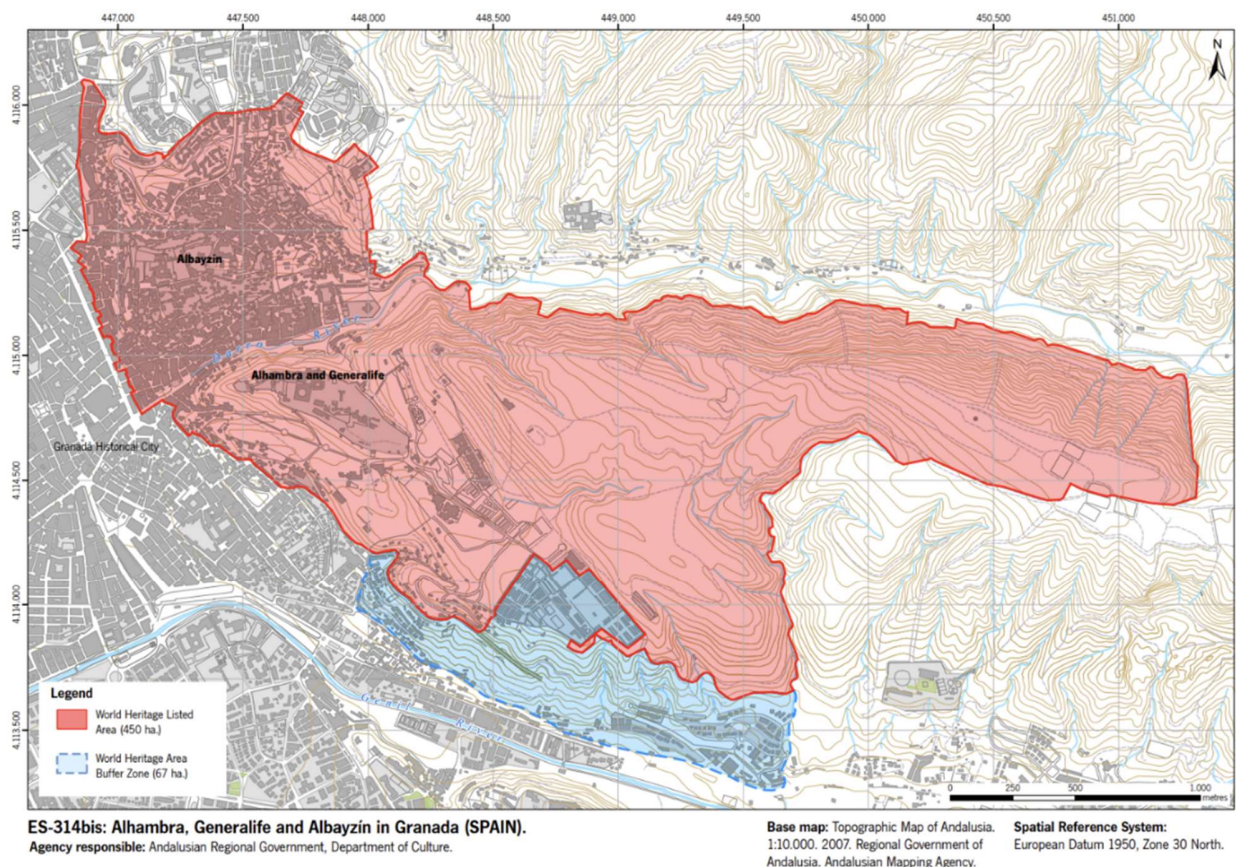 447.000 447.500 448.000 448.500 449.000 449.500 450.000 450.500 451.000
N
4.116.000
4.115.500
Albayzín
Darro River
4.115.000
Alhambra and Generalife
Granada Historical City
4.114.500
4.114.000
Legend
World Heritage Listed
Area (450 ha.)
Genil River
4.113.500
World Heritage Area
Buffer Zone (67 ha.)
0 250 500 1.000
metres
ES-314bis: Alhambra, Generalife and Albayzín in Granada (SPAIN).
Agency responsible: Andalusian Regional Government, Department of Culture.
Base map: Topographic Map of Andalusia.
1:10.000. 2007. Regional Government of
Andalusia. Andalusian Mapping Agency.
Spatial Reference System:
European Datum 1950, Zone 30 North.